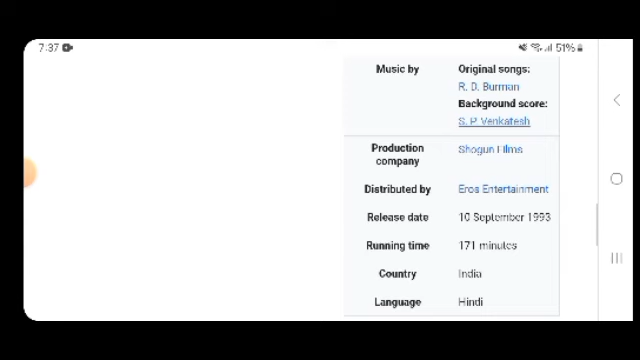 7:37
51%
Music by
Original songs:
R. D. Burman
Background score:
S. P. Venkatesh
Production company
Shogun Films
Distributed by
Eros Entertainment
Release date
10 September 1993
Running time
171 minutes
Country
India
Language
Hindi